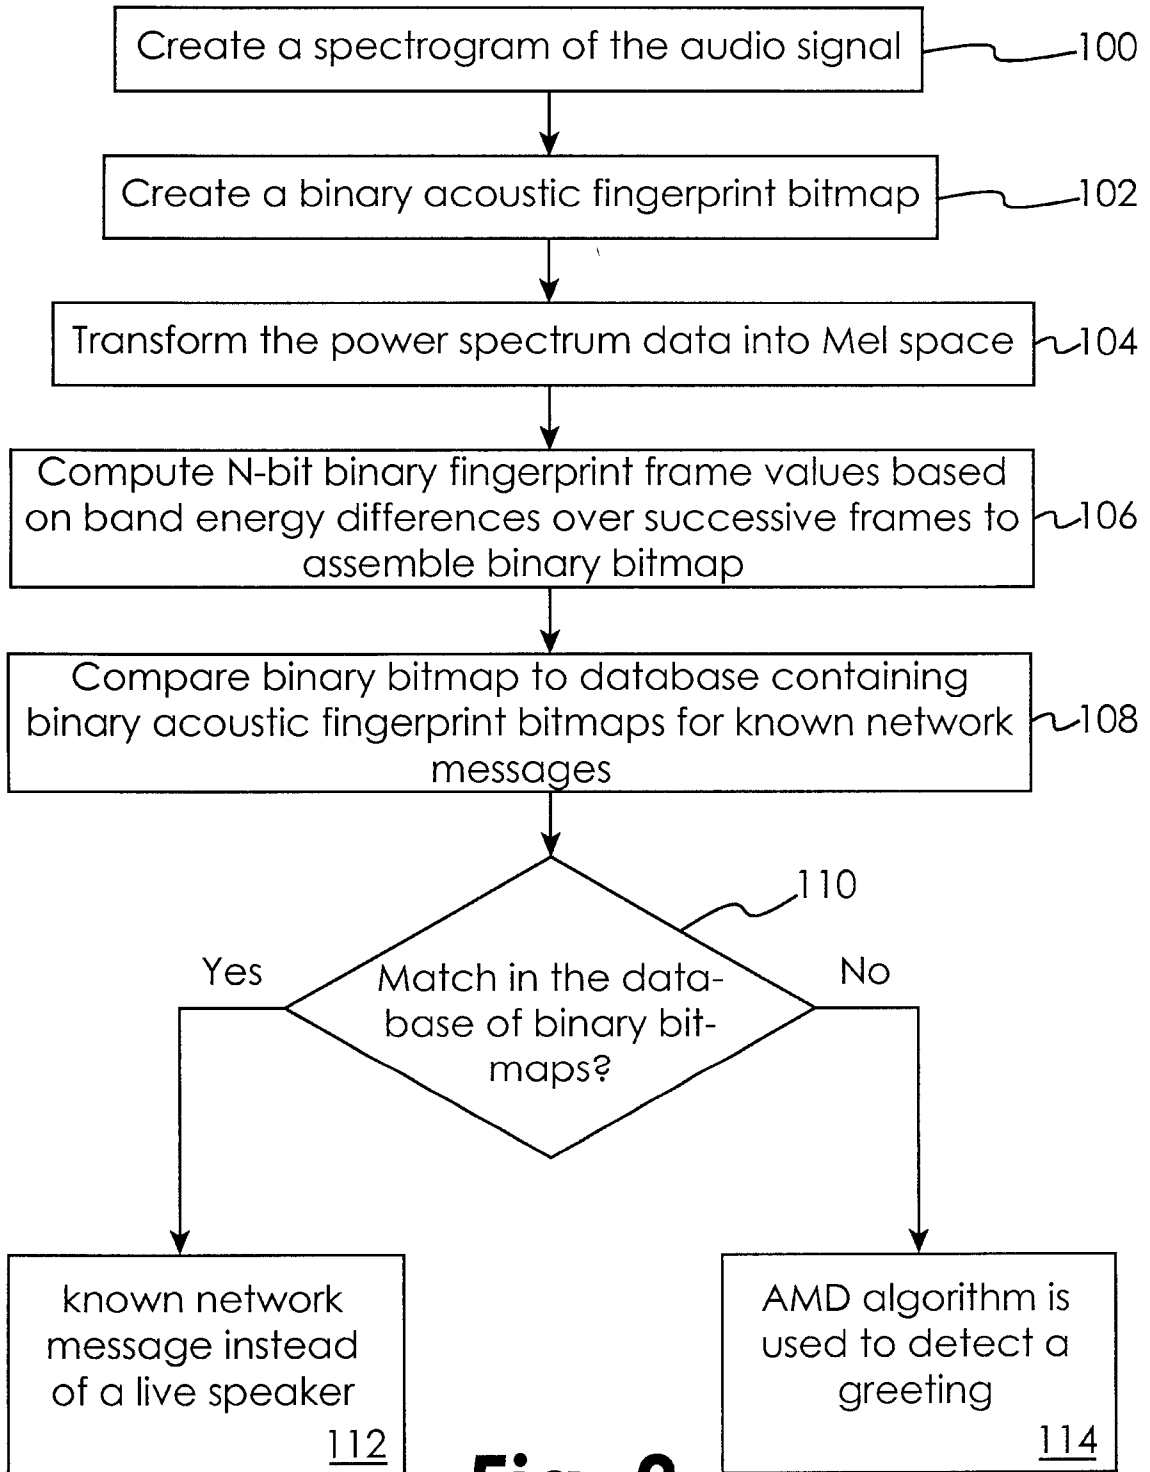 Create a spectrogram of the audio signal
100
Create a binary acoustic fingerprint bitmap
102
Transform the power spectrum data into Mel space
104
Compute N-bit binary fingerprint frame values based
on band energy differences over successive frames to
assemble binary bitmap
106
Compare binary bitmap to database containing
binary acoustic fingerprint bitmaps for known network
messages
108
110
Yes
Match in the data-
base of binary bit-
maps?
No
known network
message instead
of a live speaker
112
AMD algorithm is
used to detect a
greeting
114